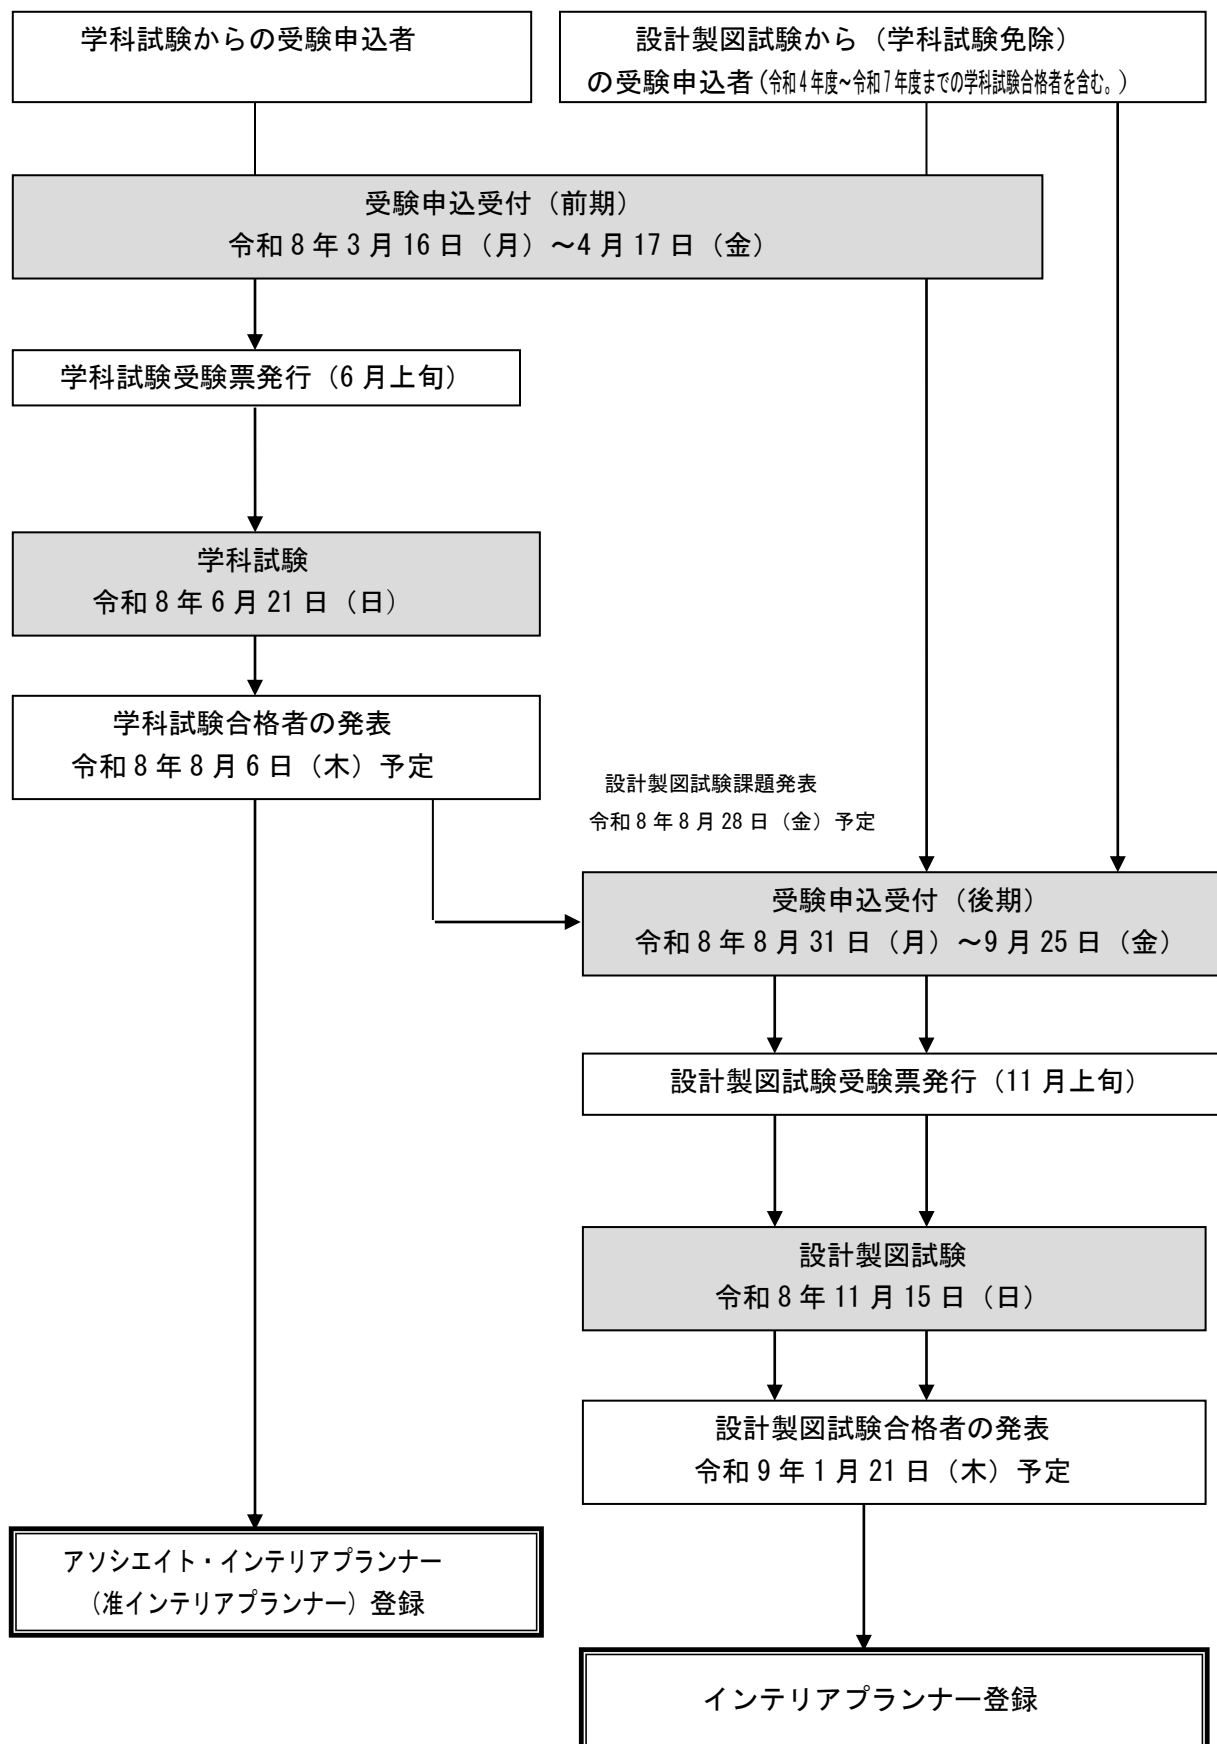 学科試験からの受験申込者
設計製図試験から（学科試験免除）
の受験申込者（令和4年度~令和7年度までの学科試験合格者を含む。）
受験申込受付（前期）
令和8年3月16日（月）～4月17日（金）
学科試験受験票発行（6月上旬）
学科試験
令和8年6月21日（日）
学科試験合格者の発表
令和8年8月6日（木）予定
設計製図試験課題発表
令和8年8月28日（金）予定
受験申込受付（後期）
令和8年8月31日（月）～9月25日（金）
設計製図試験受験票発行（11月上旬）
設計製図試験
令和8年11月15日（日）
設計製図試験合格者の発表
令和9年1月21日（木）予定
アソシエイト・インテリアプランナー
（准インテリアプランナー）登録
インテリアプランナー登録